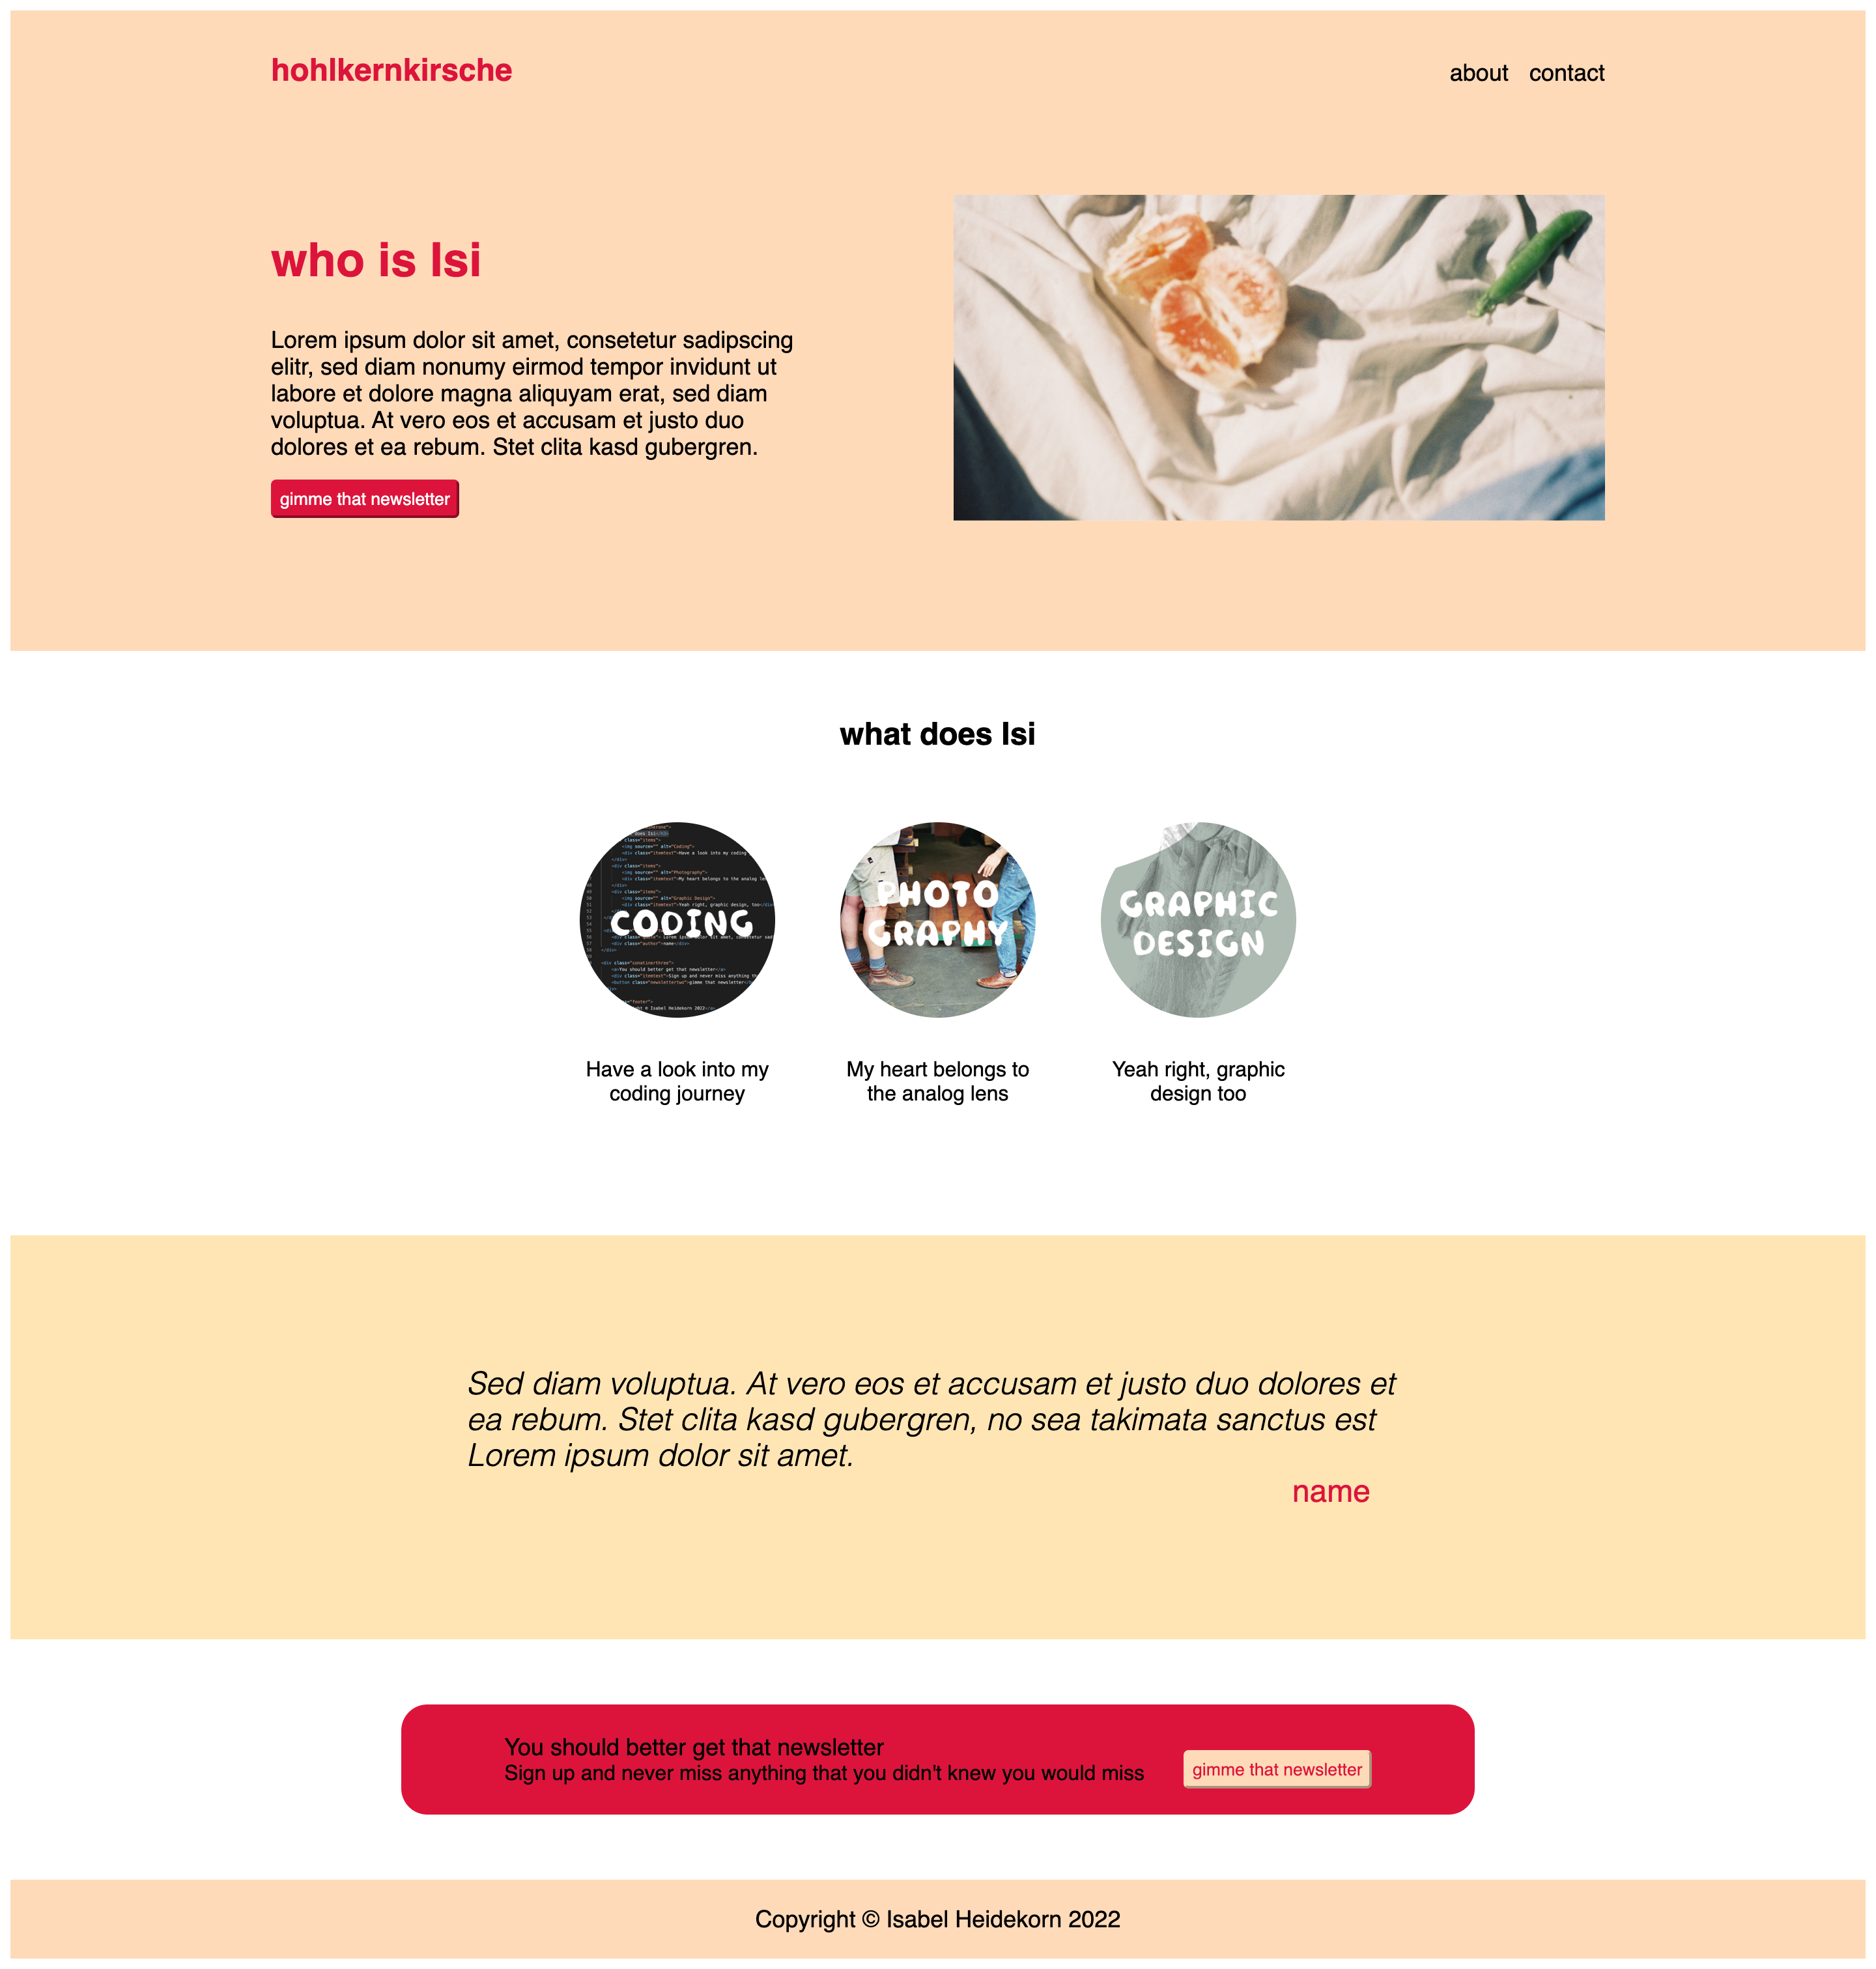 hohlkernkirsche
about contact
who is Isi
Lorem ipsum dolor sit amet, consetetur sadipscing
elitr, sed diam nonumy eirmod tempor invidunt ut
labore et dolore magna aliquyam erat, sed diam
voluptua. At vero eos et accusam et justo duo
dolores et ea rebum. Stet clita kasd gubergren.
gimme that newsletter
what does Isi
CODING
PHOTO
GRAPHY
GRAPHIC
DESIGN
Have a look into my
coding journey
My heart belongs to
the analog lens
Yeah right, graphic
design too
Sed diam voluptua. At vero eos et accusam et justo duo dolores et
ea rebum. Stet clita kasd gubergren, no sea takimata sanctus est
Lorem ipsum dolor sit amet.
name
You should better get that newsletter
Sign up and never miss anything that you didn't knew you would miss
gimme that newsletter
Copyright © Isabel Heidekorn 2022